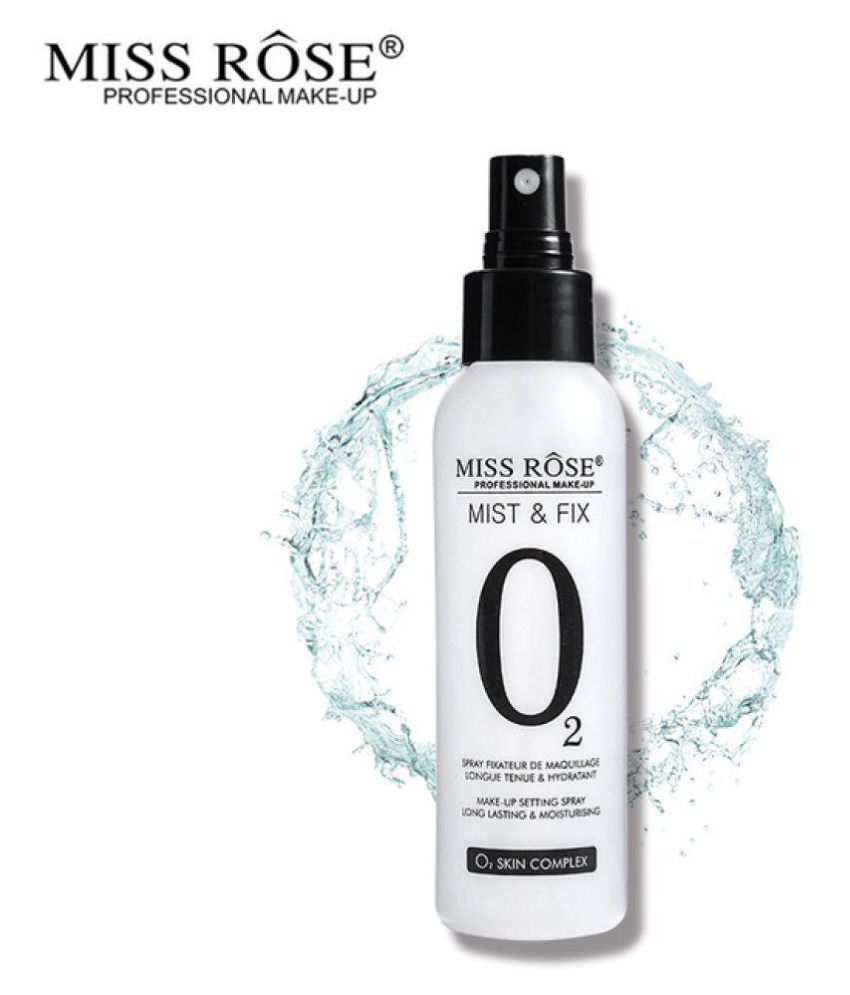 MISS RÔSE®
PROFESSIONAL MAKE-UP
MISS RÔSE®
PROFESSIONAL MAKE-UP
MIST & FIX
O₂
SPRAY FIXATEUR DE MAQUILLAGE
LONGUE TENUE & HYDRATANT
MAKE-UP SETTING SPRAY
LONG LASTING & MOISTURISING
O₂ SKIN COMPLEX